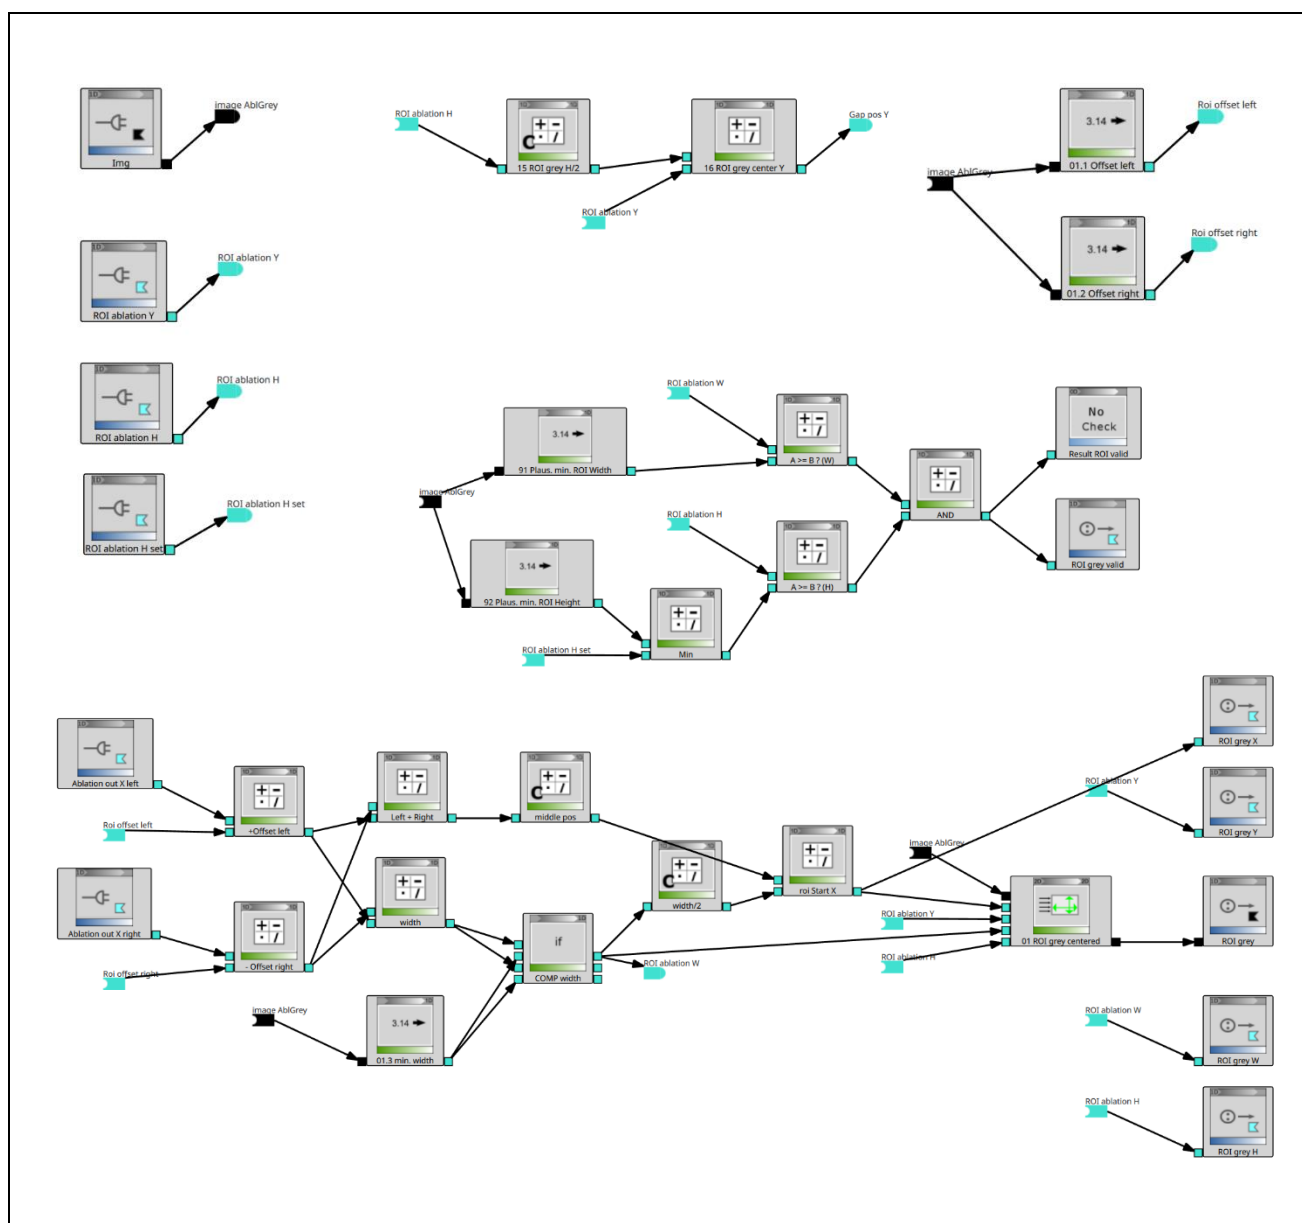 Img
image AblGrey
ROI ablation H
15 ROI grey H/2
16 ROI grey center Y
Gap pos Y
ROI ablation Y
image AblGrey
3.14
01.1 Offset left
Roi offset left
3.14
01.2 Offset right
Roi offset right
ROI ablation Y
ROI ablation Y
ROI ablation H
ROI ablation H
ROI ablation H set
ROI ablation H set
image AblGrey
3.14
91 Plaus. min. ROI Width
3.14
92 Plaus. min. ROI Height
ROI ablation W
A >= B ? (W)
ROI ablation H
A >= B ? (H)
ROI ablation H set
Min
AND
No
Check
Result ROI valid
ROI grey valid
Ablation out X left
Roi offset left
+Offset left
Ablation out X right
Roi offset right
- Offset right
Left + Right
C
middle pos
width
image AblGrey
3.14
01.3 min. width
if
COMP width
ROI ablation W
C
width/2
roi Start X
image AblGrey
ROI ablation Y
ROI ablation H
01 ROI grey centered
ROI grey X
ROI ablation Y
ROI grey Y
ROI grey
ROI ablation W
ROI grey W
ROI ablation H
ROI grey H